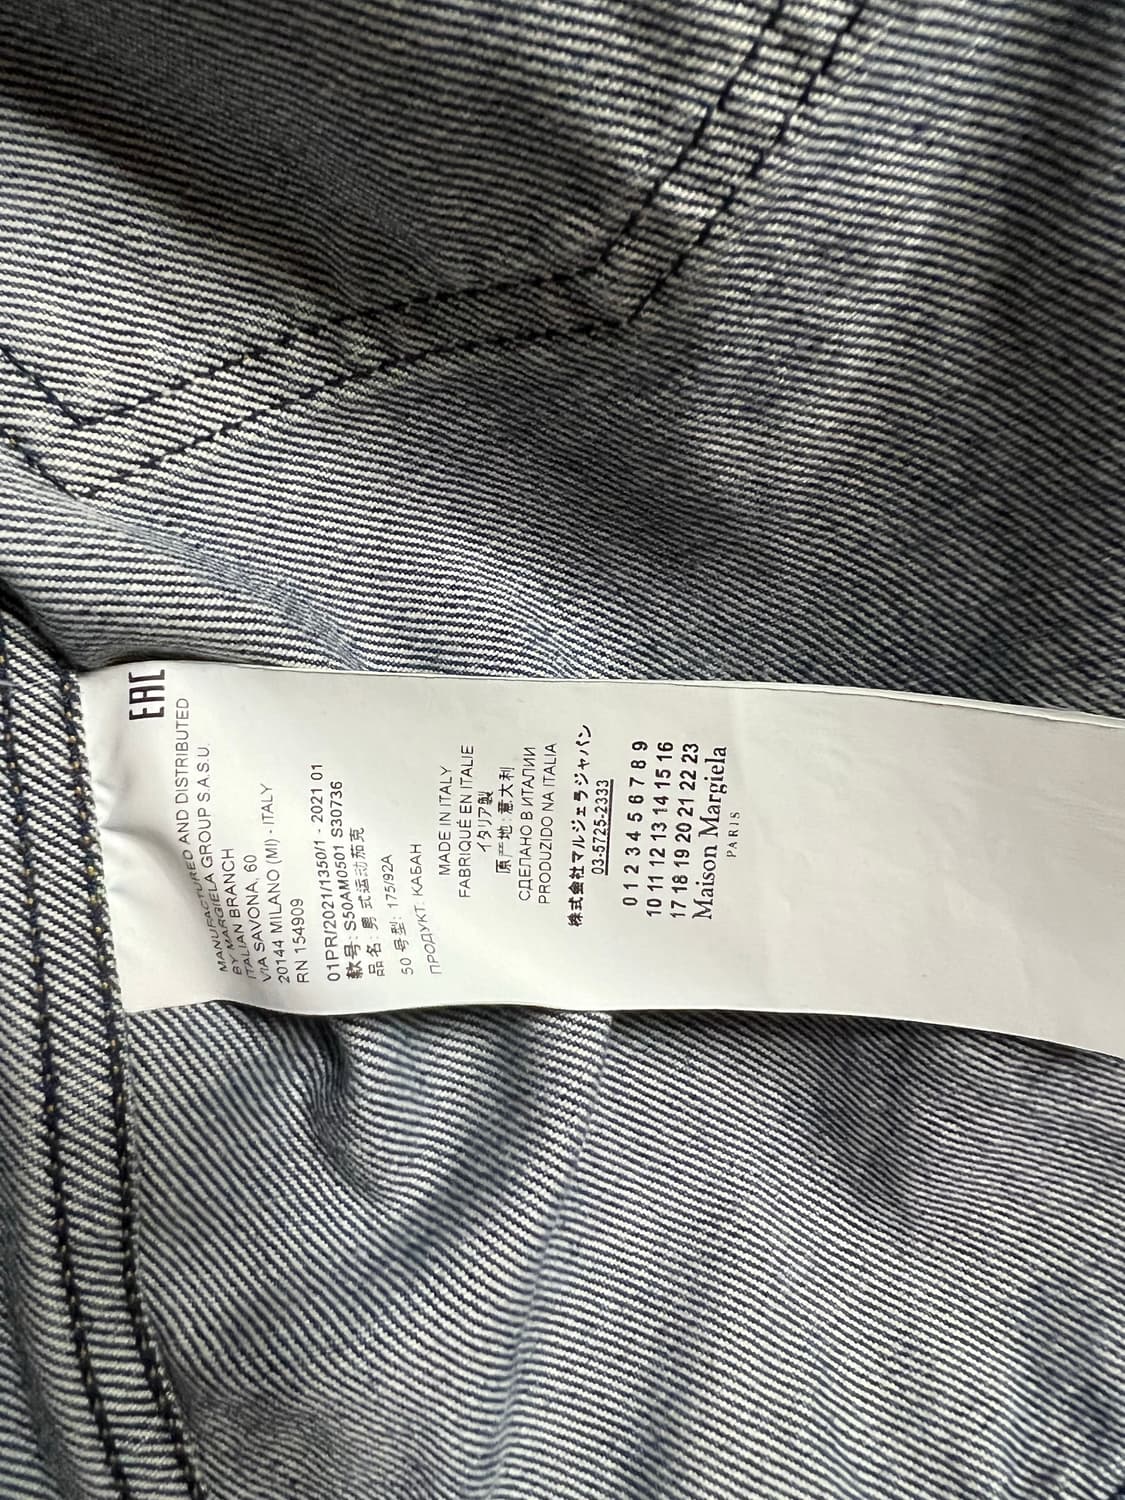 EAC
MANUFACTURED AND DISTRIBUTED
BY MARGIELA GROUP S.A.S.U.
ITALIAN BRANCH
VIA SAVONA, 60
20144 MILANO (MI) - ITALY
RN 154909
01PR/2021/1350/1 - 2021 01
款号: S50AM0501 S30736
品名: 男式运动茄克
50 号型: 175/92A
ПРОДУКТ: КАБАН
MADE IN ITALY
FABRIQUÉ EN ITALIE
イタリア製
原产地: 意大利
СДЕЛАНО В ИТАЛИИ
PRODUZIDO NA ITALIA
株式会社マルジェラジャパン
03-5725-2333
0 1 2 3 4 5 6 7 8 9
10 11 12 13 14 15 16
17 18 19 20 21 22 23
Maison Margiela
PARIS